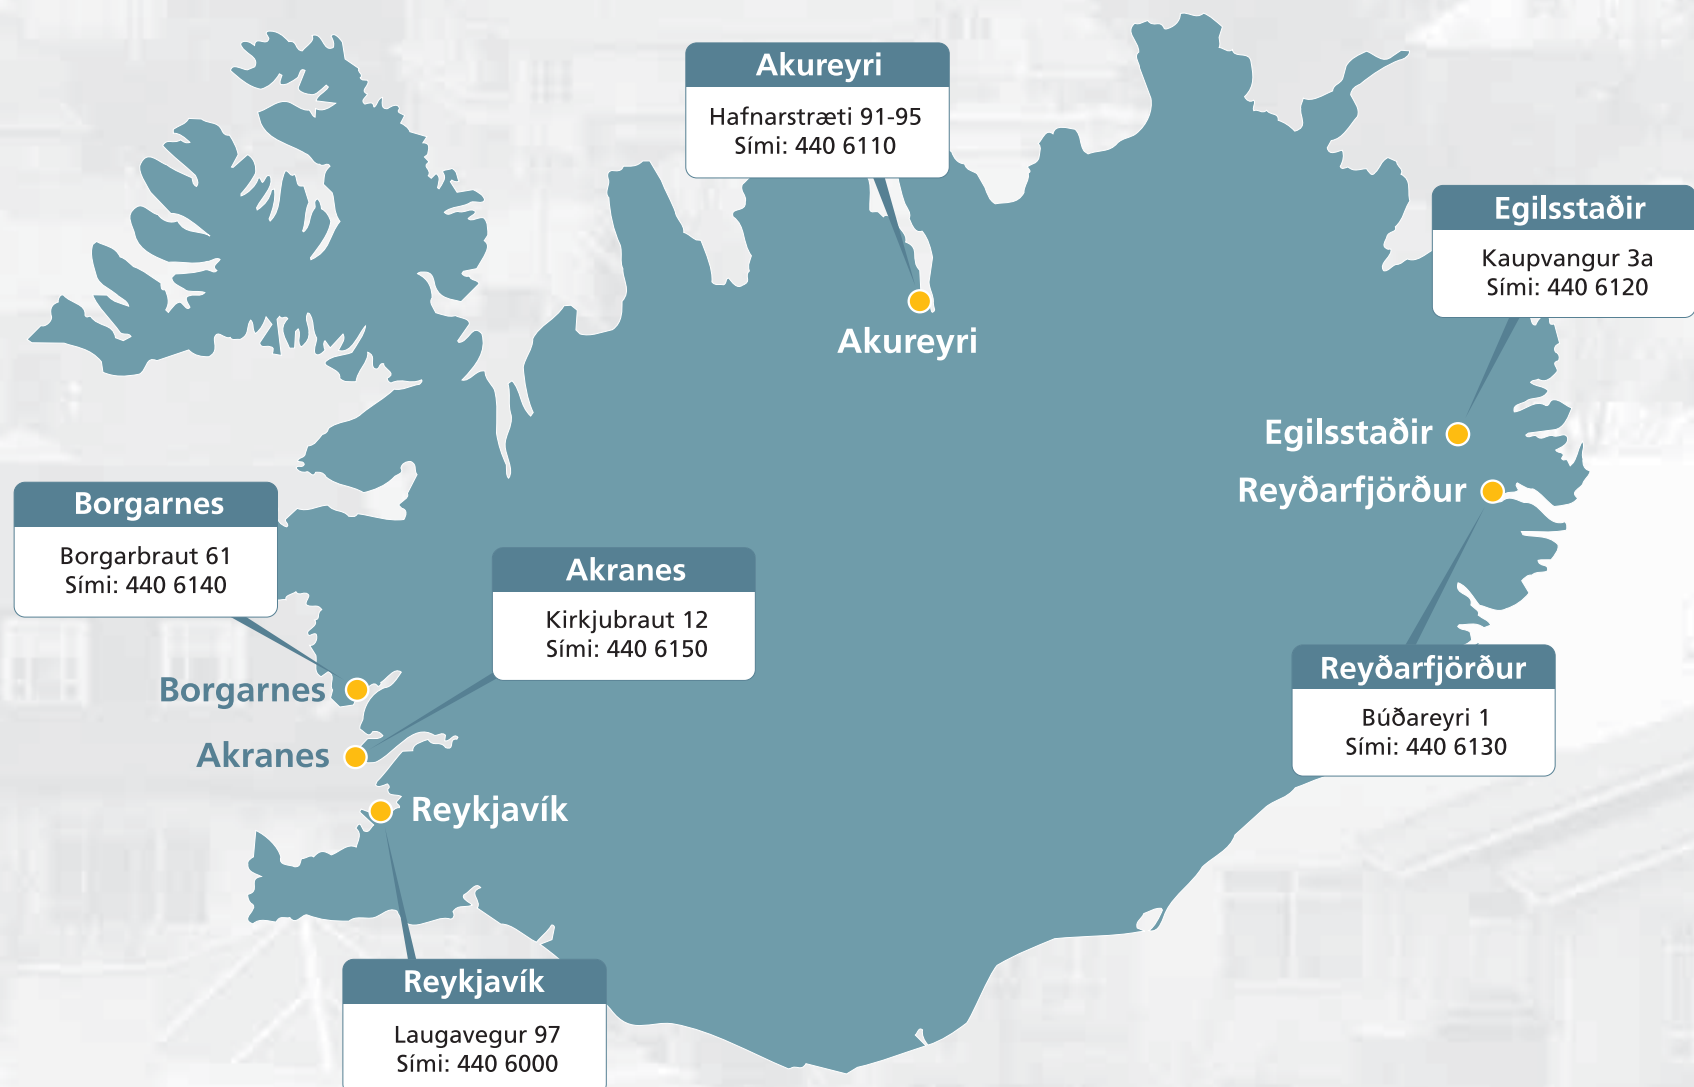 Akureyri
Hafnarstræti 91-95
Sími: 440 6110
Akureyri
Egilsstaðir
Kaupvangur 3a
Sími: 440 6120
Egilsstaðir
Reyðarfjörður
Borgarnes
Borgarbraut 61
Sími: 440 6140
Akranes
Kirkjubraut 12
Sími: 440 6150
Reyðarfjörður
Búðareyri 1
Sími: 440 6130
Borgarnes
Akranes
Reykjavík
Reykjavík
Laugavegur 97
Sími: 440 6000